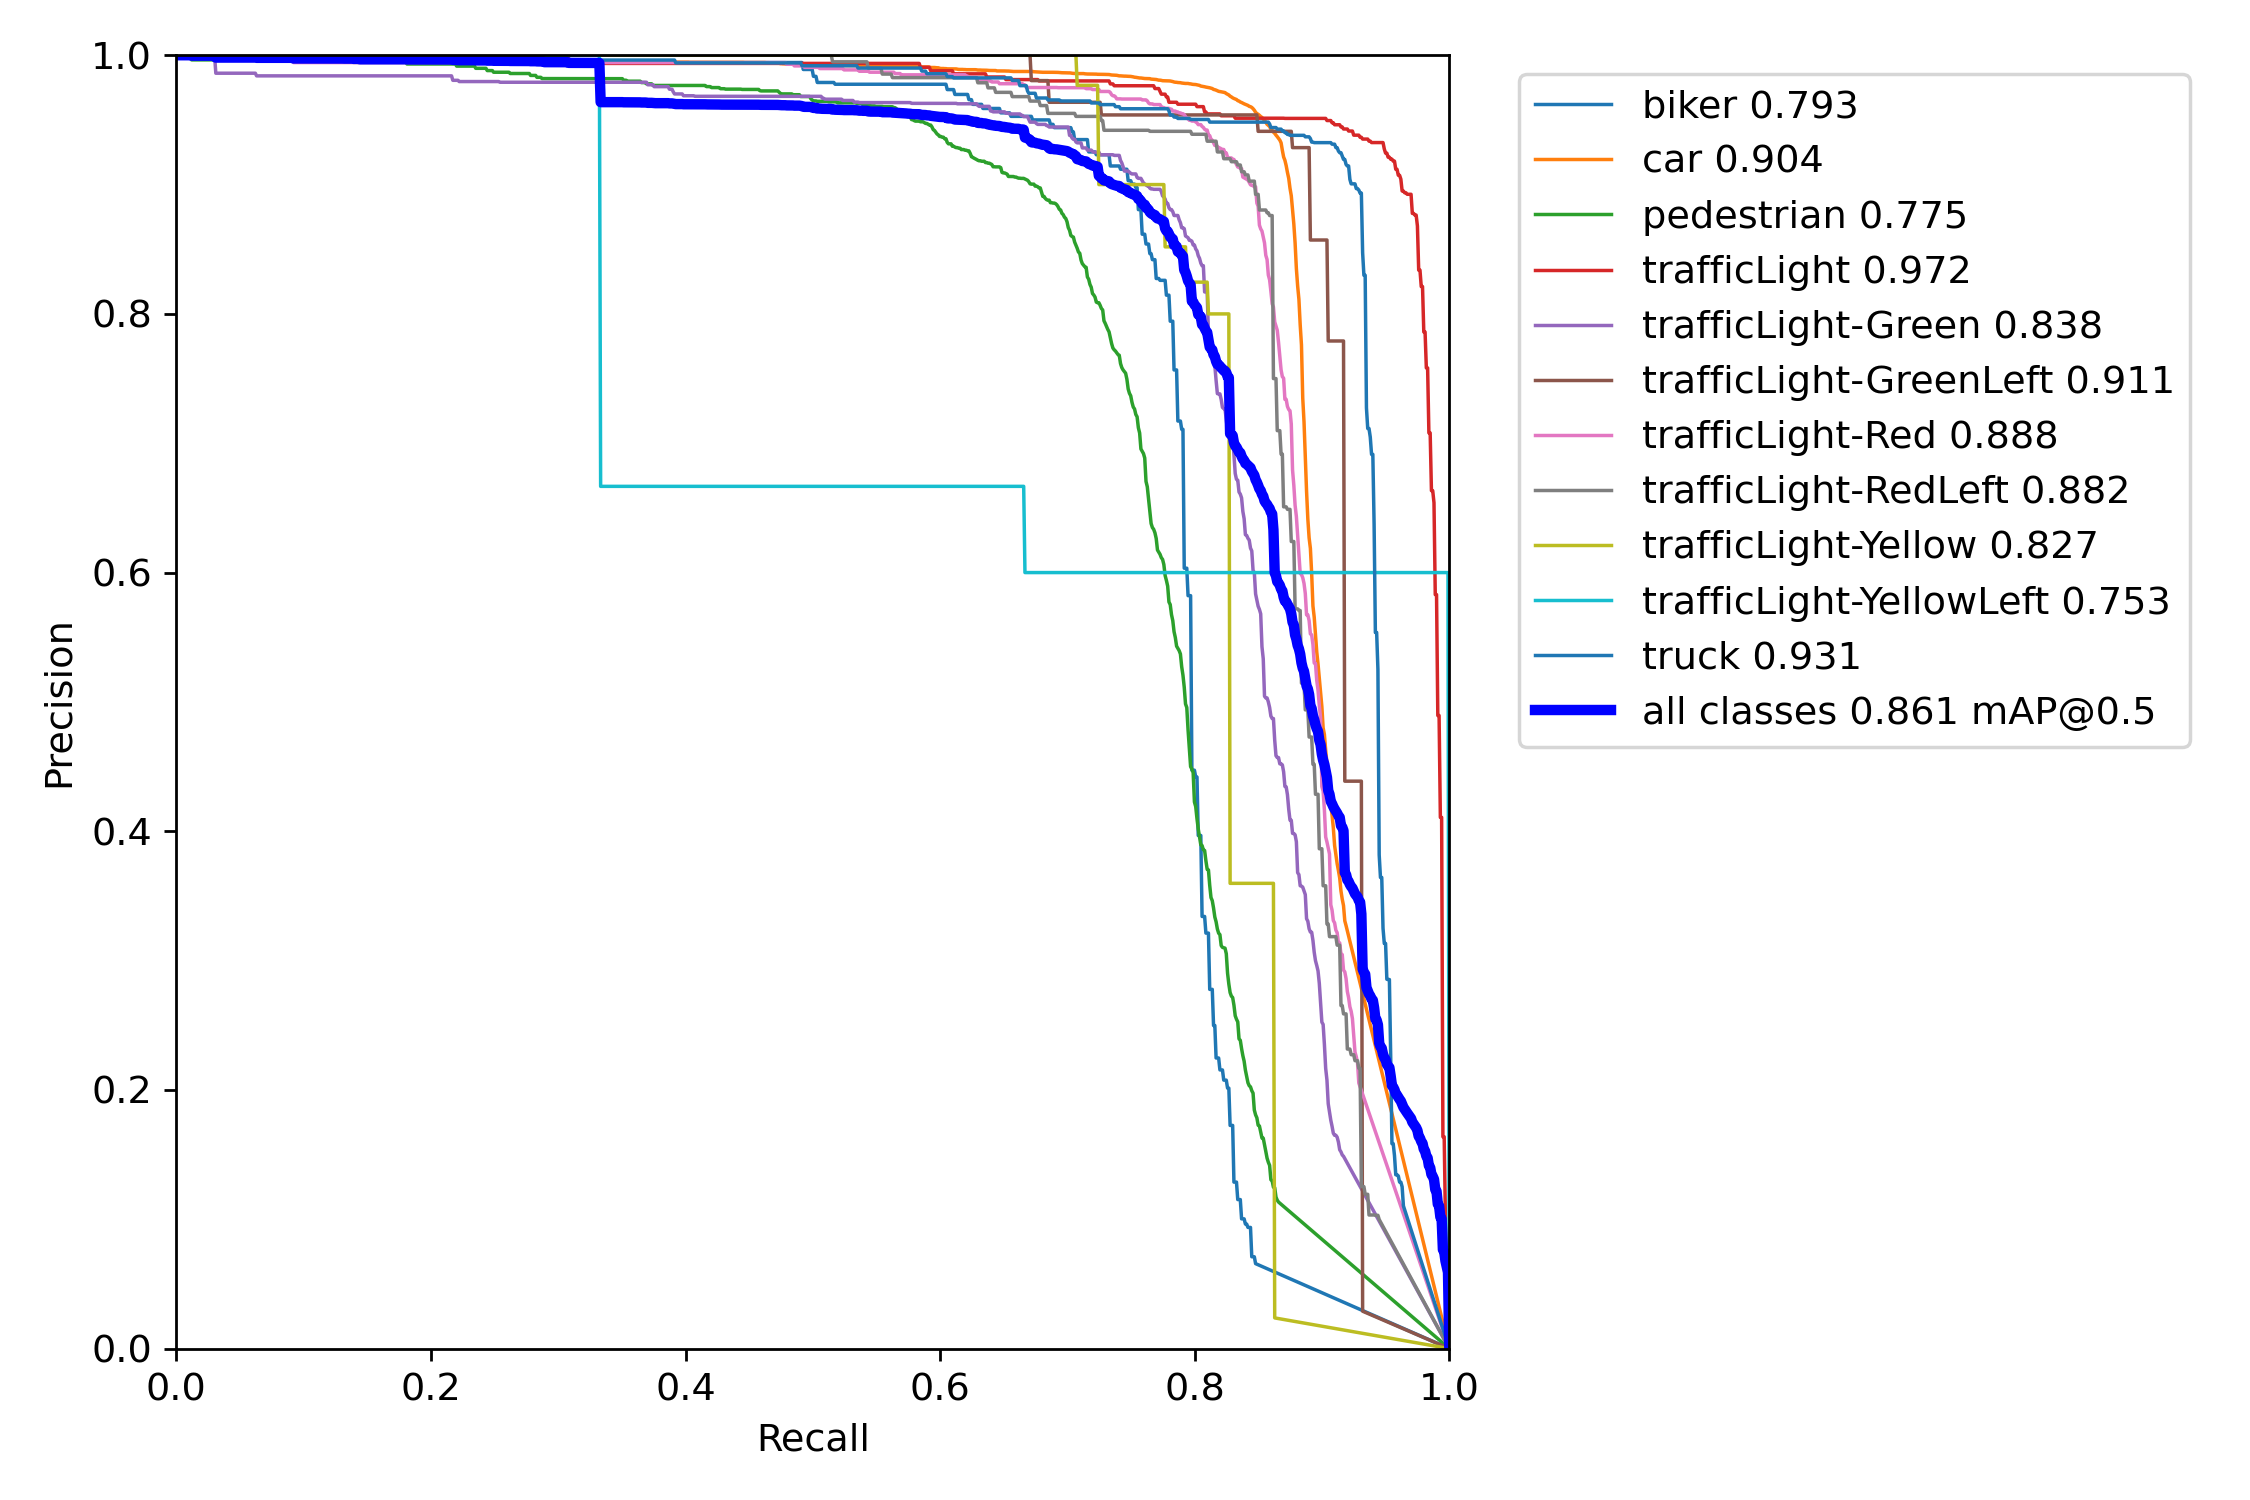 1.0
0.8
0.6
0.4
0.2
0.0
0.0 0.2 0.4 0.6 0.8 1.0
Precision
Recall
biker 0.793
car 0.904
pedestrian 0.775
trafficLight 0.972
trafficLight-Green 0.838
trafficLight-GreenLeft 0.911
trafficLight-Red 0.888
trafficLight-RedLeft 0.882
trafficLight-Yellow 0.827
trafficLight-YellowLeft 0.753
truck 0.931
all classes 0.861 mAP@0.5